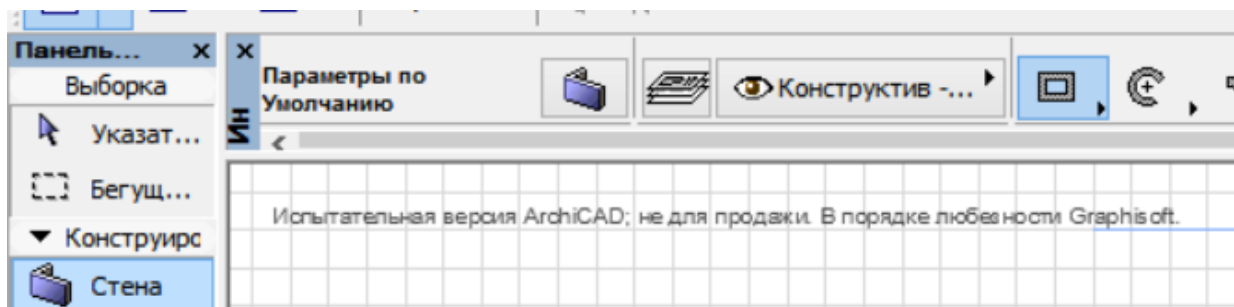 Панель...
Выборка
Указат...
Бегущ...
Конструирс
Стена
Ин
Параметры по
Умолчанию
Конструктив -...
Испытательная версия ArchiCAD; не для продажи. В порядке любезности Graphisoft.